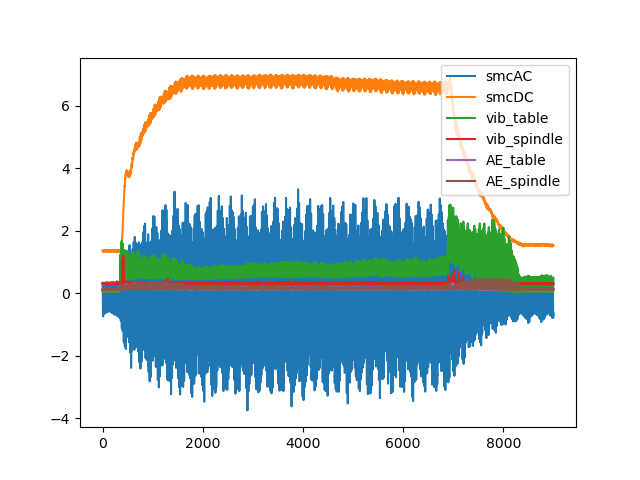 smcAC
smcDC
vib_table
vib_spindle
AE_table
AE_spindle
6
4
2
0
−2
−4
0 2000 4000 6000 8000